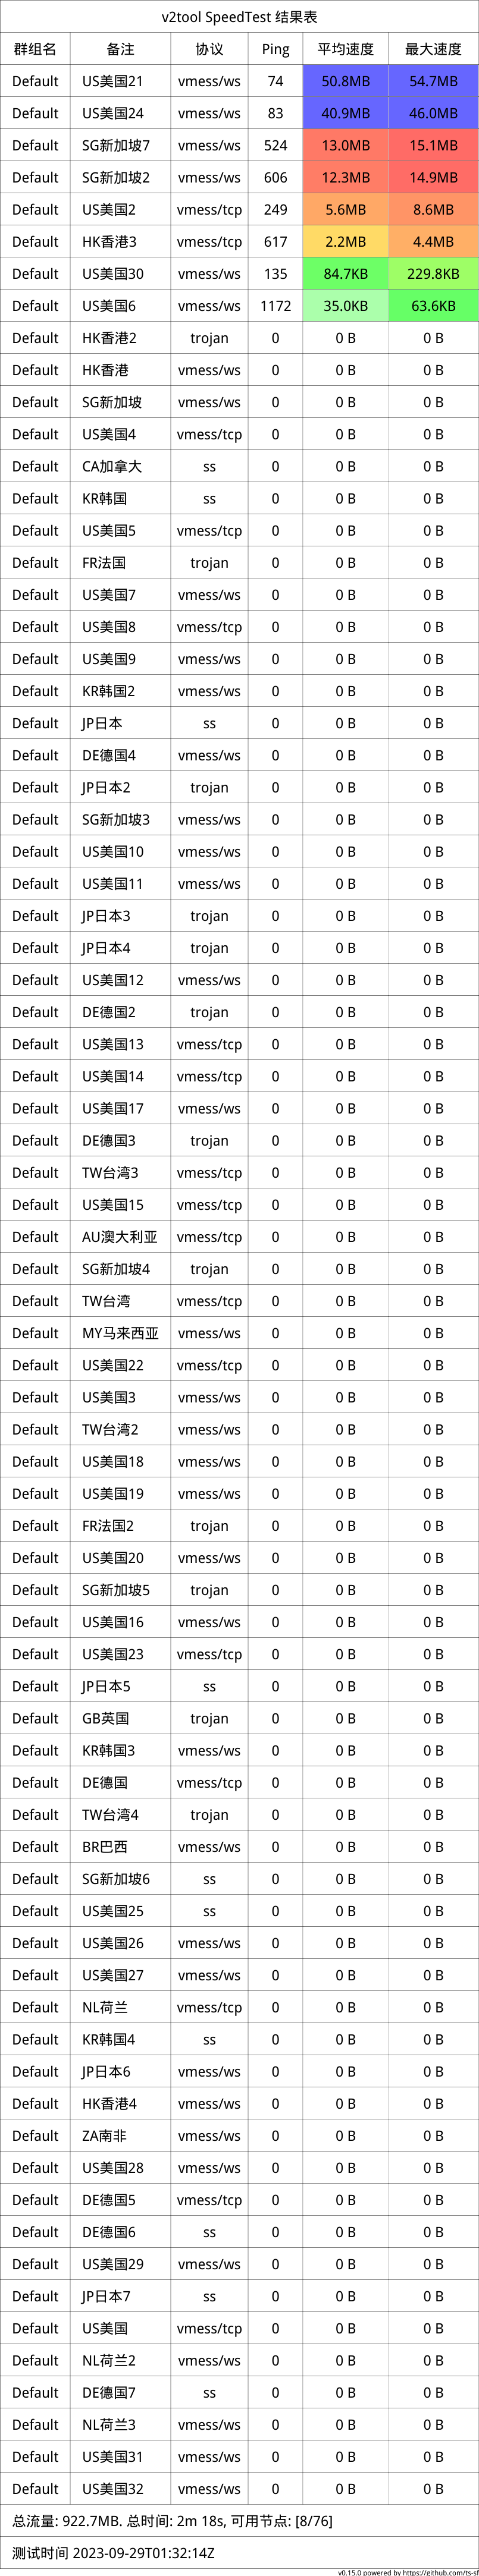 v2tool SpeedTest 结果表
群组名 备注 协议 Ping 平均速度 最大速度
Default US美国21 vmess/ws 74 50.8MB 54.7MB
Default US美国24 vmess/ws 83 40.9MB 46.0MB
Default SG新加坡7 vmess/ws 524 13.0MB 15.1MB
Default SG新加坡2 vmess/ws 606 12.3MB 14.9MB
Default US美国2 vmess/tcp 249 5.6MB 8.6MB
Default HK香港3 vmess/tcp 617 2.2MB 4.4MB
Default US美国30 vmess/ws 135 84.7KB 229.8KB
Default US美国6 vmess/ws 1172 35.0KB 63.6KB
Default HK香港2 trojan 0 0 B 0 B
Default HK香港 vmess/ws 0 0 B 0 B
Default SG新加坡 vmess/ws 0 0 B 0 B
Default US美国4 vmess/tcp 0 0 B 0 B
Default CA加拿大 ss 0 0 B 0 B
Default KR韩国 ss 0 0 B 0 B
Default US美国5 vmess/tcp 0 0 B 0 B
Default FR法国 trojan 0 0 B 0 B
Default US美国7 vmess/ws 0 0 B 0 B
Default US美国8 vmess/tcp 0 0 B 0 B
Default US美国9 vmess/ws 0 0 B 0 B
Default KR韩国2 vmess/ws 0 0 B 0 B
Default JP日本 ss 0 0 B 0 B
Default DE德国4 vmess/ws 0 0 B 0 B
Default JP日本2 trojan 0 0 B 0 B
Default SG新加坡3 vmess/ws 0 0 B 0 B
Default US美国10 vmess/ws 0 0 B 0 B
Default US美国11 vmess/ws 0 0 B 0 B
Default JP日本3 trojan 0 0 B 0 B
Default JP日本4 trojan 0 0 B 0 B
Default US美国12 vmess/ws 0 0 B 0 B
Default DE德国2 trojan 0 0 B 0 B
Default US美国13 vmess/tcp 0 0 B 0 B
Default US美国14 vmess/tcp 0 0 B 0 B
Default US美国17 vmess/ws 0 0 B 0 B
Default DE德国3 trojan 0 0 B 0 B
Default TW台湾3 vmess/tcp 0 0 B 0 B
Default US美国15 vmess/tcp 0 0 B 0 B
Default AU澳大利亚 vmess/tcp 0 0 B 0 B
Default SG新加坡4 trojan 0 0 B 0 B
Default TW台湾 vmess/tcp 0 0 B 0 B
Default MY马来西亚 vmess/ws 0 0 B 0 B
Default US美国22 vmess/tcp 0 0 B 0 B
Default US美国3 vmess/ws 0 0 B 0 B
Default TW台湾2 vmess/ws 0 0 B 0 B
Default US美国18 vmess/ws 0 0 B 0 B
Default US美国19 vmess/ws 0 0 B 0 B
Default FR法国2 trojan 0 0 B 0 B
Default US美国20 vmess/ws 0 0 B 0 B
Default SG新加坡5 trojan 0 0 B 0 B
Default US美国16 vmess/ws 0 0 B 0 B
Default US美国23 vmess/tcp 0 0 B 0 B
Default JP日本5 ss 0 0 B 0 B
Default GB英国 trojan 0 0 B 0 B
Default KR韩国3 vmess/ws 0 0 B 0 B
Default DE德国 vmess/tcp 0 0 B 0 B
Default TW台湾4 trojan 0 0 B 0 B
Default BR巴西 vmess/ws 0 0 B 0 B
Default SG新加坡6 ss 0 0 B 0 B
Default US美国25 ss 0 0 B 0 B
Default US美国26 vmess/ws 0 0 B 0 B
Default US美国27 vmess/ws 0 0 B 0 B
Default NL荷兰 vmess/tcp 0 0 B 0 B
Default KR韩国4 ss 0 0 B 0 B
Default JP日本6 vmess/ws 0 0 B 0 B
Default HK香港4 vmess/ws 0 0 B 0 B
Default ZA南非 vmess/ws 0 0 B 0 B
Default US美国28 vmess/ws 0 0 B 0 B
Default DE德国5 vmess/tcp 0 0 B 0 B
Default DE德国6 ss 0 0 B 0 B
Default US美国29 vmess/ws 0 0 B 0 B
Default JP日本7 ss 0 0 B 0 B
Default US美国 vmess/tcp 0 0 B 0 B
Default NL荷兰2 vmess/ws 0 0 B 0 B
Default DE德国7 ss 0 0 B 0 B
Default NL荷兰3 vmess/ws 0 0 B 0 B
Default US美国31 vmess/ws 0 0 B 0 B
Default US美国32 vmess/ws 0 0 B 0 B
总流量: 922.7MB. 总时间: 2m 18s, 可用节点: [8/76]
测试时间 2023-09-29T01:32:14Z
v0.15.0 powered by https://github.com/ts-sf